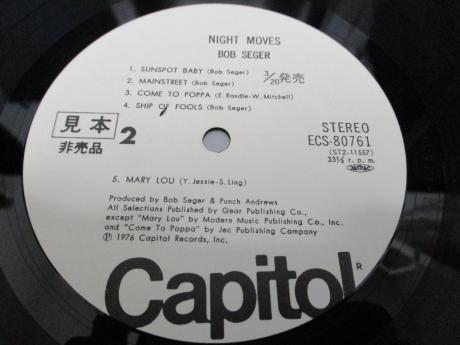 NIGHT MOVES
BOB SEGER
1. SUNSPOT BABY (Bob Seger)
2. MAINSTREET (Bob Seger)
3. COME TO POPPA (E. Randle-W. Mitchell)
4. SHIP OF FOOLS (Bob Seger)
3/20発売
見本
非売品
2
STEREO
ECS-80761
(ST2-11557)
33⅓ r. p. m.
JASRAC
5. MARY LOU (Y. Jessie-S. Ling)
Produced by Bob Seger & Punch Andrews
All Selections Published by Gear Publishing Co.,
except "Mary Lou" by Modern Music Publishing Co., Inc.
and "Come To Poppa" by Jec Publishing Company
Ⓟ 1976 Capitol Records, Inc.
Capitol®